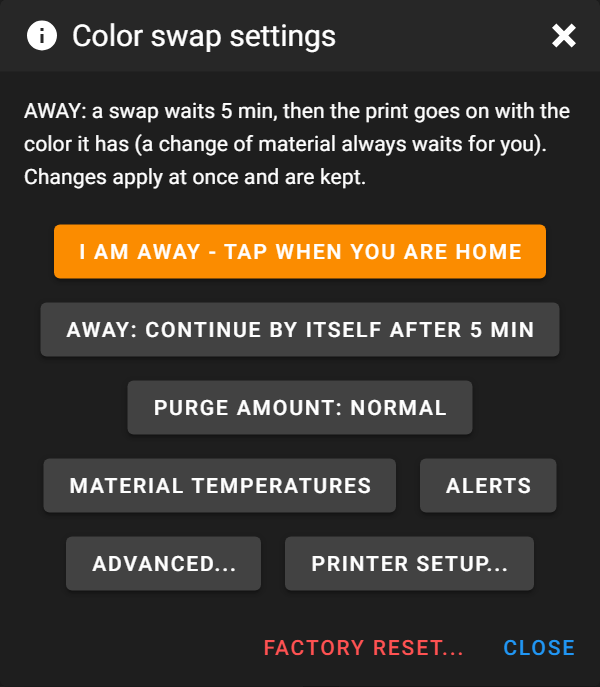 Color swap settings
AWAY: a swap waits 5 min, then the print goes on with the
color it has (a change of material always waits for you).
Changes apply at once and are kept.
I AM AWAY - TAP WHEN YOU ARE HOME
AWAY: CONTINUE BY ITSELF AFTER 5 MIN
PURGE AMOUNT: NORMAL
MATERIAL TEMPERATURES
ALERTS
ADVANCED...
PRINTER SETUP...
FACTORY RESET...
CLOSE